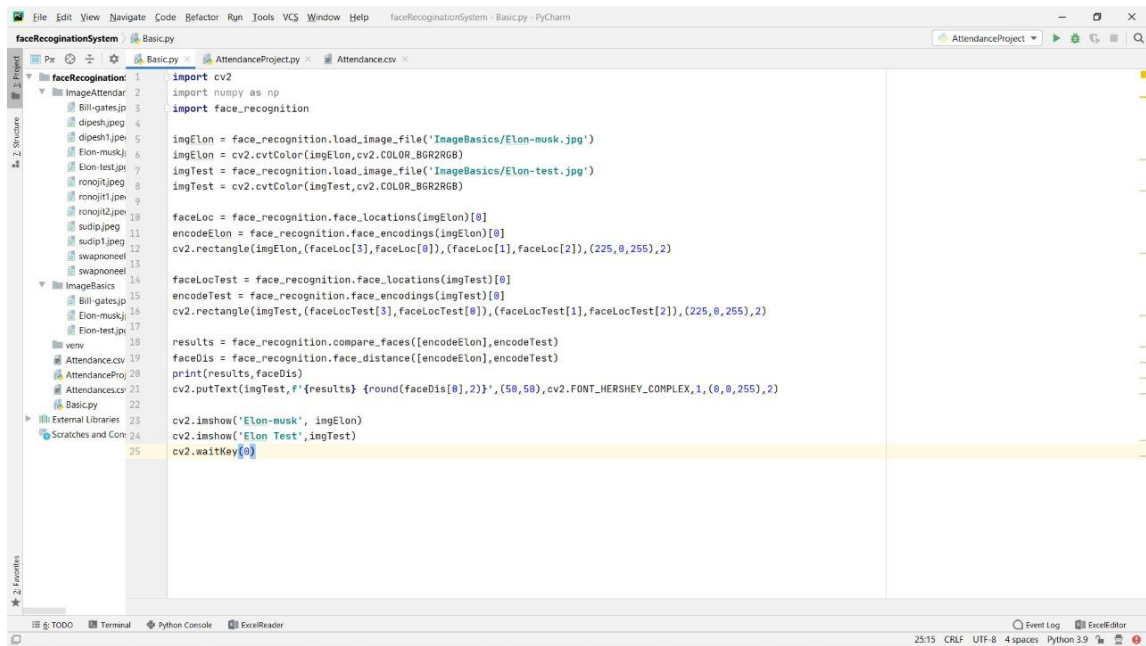 File Edit View Navigate Code Refactor Run Tools VCS Window Help faceRecoginationSystem - Basic.py - PyCharm
faceRecoginationSystem Basic.py AttendanceProject
Basic.py AttendanceProject.py Attendance.csv
1: Project
faceRecogination
ImageAttendar
Bill-gates.jp
dipesh.jpeg
dipesh1.jpe
Elon-musk.j
Elon-test.jpg
ronojit.jpeg
ronojit1.jpe
ronojit2.jpe
sudip.jpeg
sudip1.jpeg
swapnoneel
swapnoneel
ImageBasics
Bill-gates.jp
Elon-musk.j
Elon-test.jpg
venv
Attendance.csv
AttendanceProj
Attendances.cs
Basic.py
External Libraries
Scratches and Con
Z: Structure
2: Favorites
1 import cv2
2 import numpy as np
3 import face_recognition
4
5 imgElon = face_recognition.load_image_file('ImageBasics/Elon-musk.jpg')
6 imgElon = cv2.cvtColor(imgElon,cv2.COLOR_BGR2RGB)
7 imgTest = face_recognition.load_image_file('ImageBasics/Elon-test.jpg')
8 imgTest = cv2.cvtColor(imgTest,cv2.COLOR_BGR2RGB)
9
10 faceLoc = face_recognition.face_locations(imgElon)[0]
11 encodeElon = face_recognition.face_encodings(imgElon)[0]
12 cv2.rectangle(imgElon,(faceLoc[3],faceLoc[0]),(faceLoc[1],faceLoc[2]),(225,0,255),2)
13
14 faceLocTest = face_recognition.face_locations(imgTest)[0]
15 encodeTest = face_recognition.face_encodings(imgTest)[0]
16 cv2.rectangle(imgTest,(faceLocTest[3],faceLocTest[0]),(faceLocTest[1],faceLocTest[2]),(225,0,255),2)
17
18 results = face_recognition.compare_faces([encodeElon],encodeTest)
19 faceDis = face_recognition.face_distance([encodeElon],encodeTest)
20 print(results,faceDis)
21 cv2.putText(imgTest,f'{results} {round(faceDis[0],2)}',(50,50),cv2.FONT_HERSHEY_COMPLEX,1,(0,0,255),2)
22
23 cv2.imshow('Elon-musk', imgElon)
24 cv2.imshow('Elon Test',imgTest)
25 cv2.waitKey(0)
6: TODO Terminal Python Console ExcelReader Event Log ExcelEditor
25:15 CRLF UTF-8 4 spaces Python 3.9